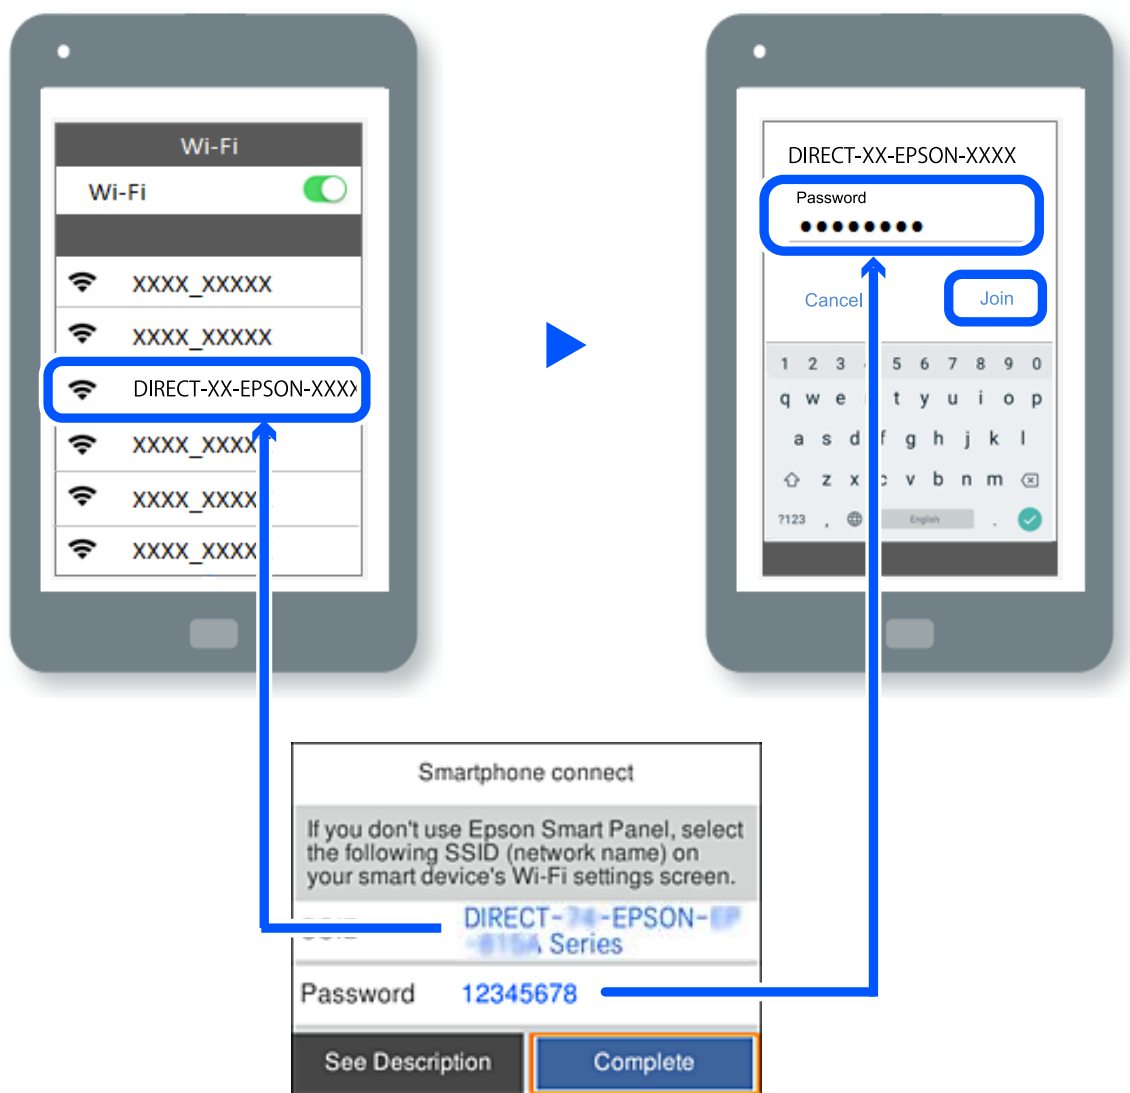 Wi-Fi
Wi-Fi
XXXX_XXXXX
XXXX_XXXXX
DIRECT-XX-EPSON-XXXX
XXXX_XXXX
XXXX_XXXX
XXXX_XXXX
DIRECT-XX-EPSON-XXXX
Password
●●●●●●●●
Cancel
Join
1 2 3 5 6 7 8 9 0
q w e t y u i o p
a s d f g h j k l
z x c v b n m
?123 , English .
Smartphone connect
If you don't use Epson Smart Panel, select
the following SSID (network name) on
your smart device's Wi-Fi settings screen.
DIRECT- -EPSON-
Series
Password 12345678
See Description
Complete